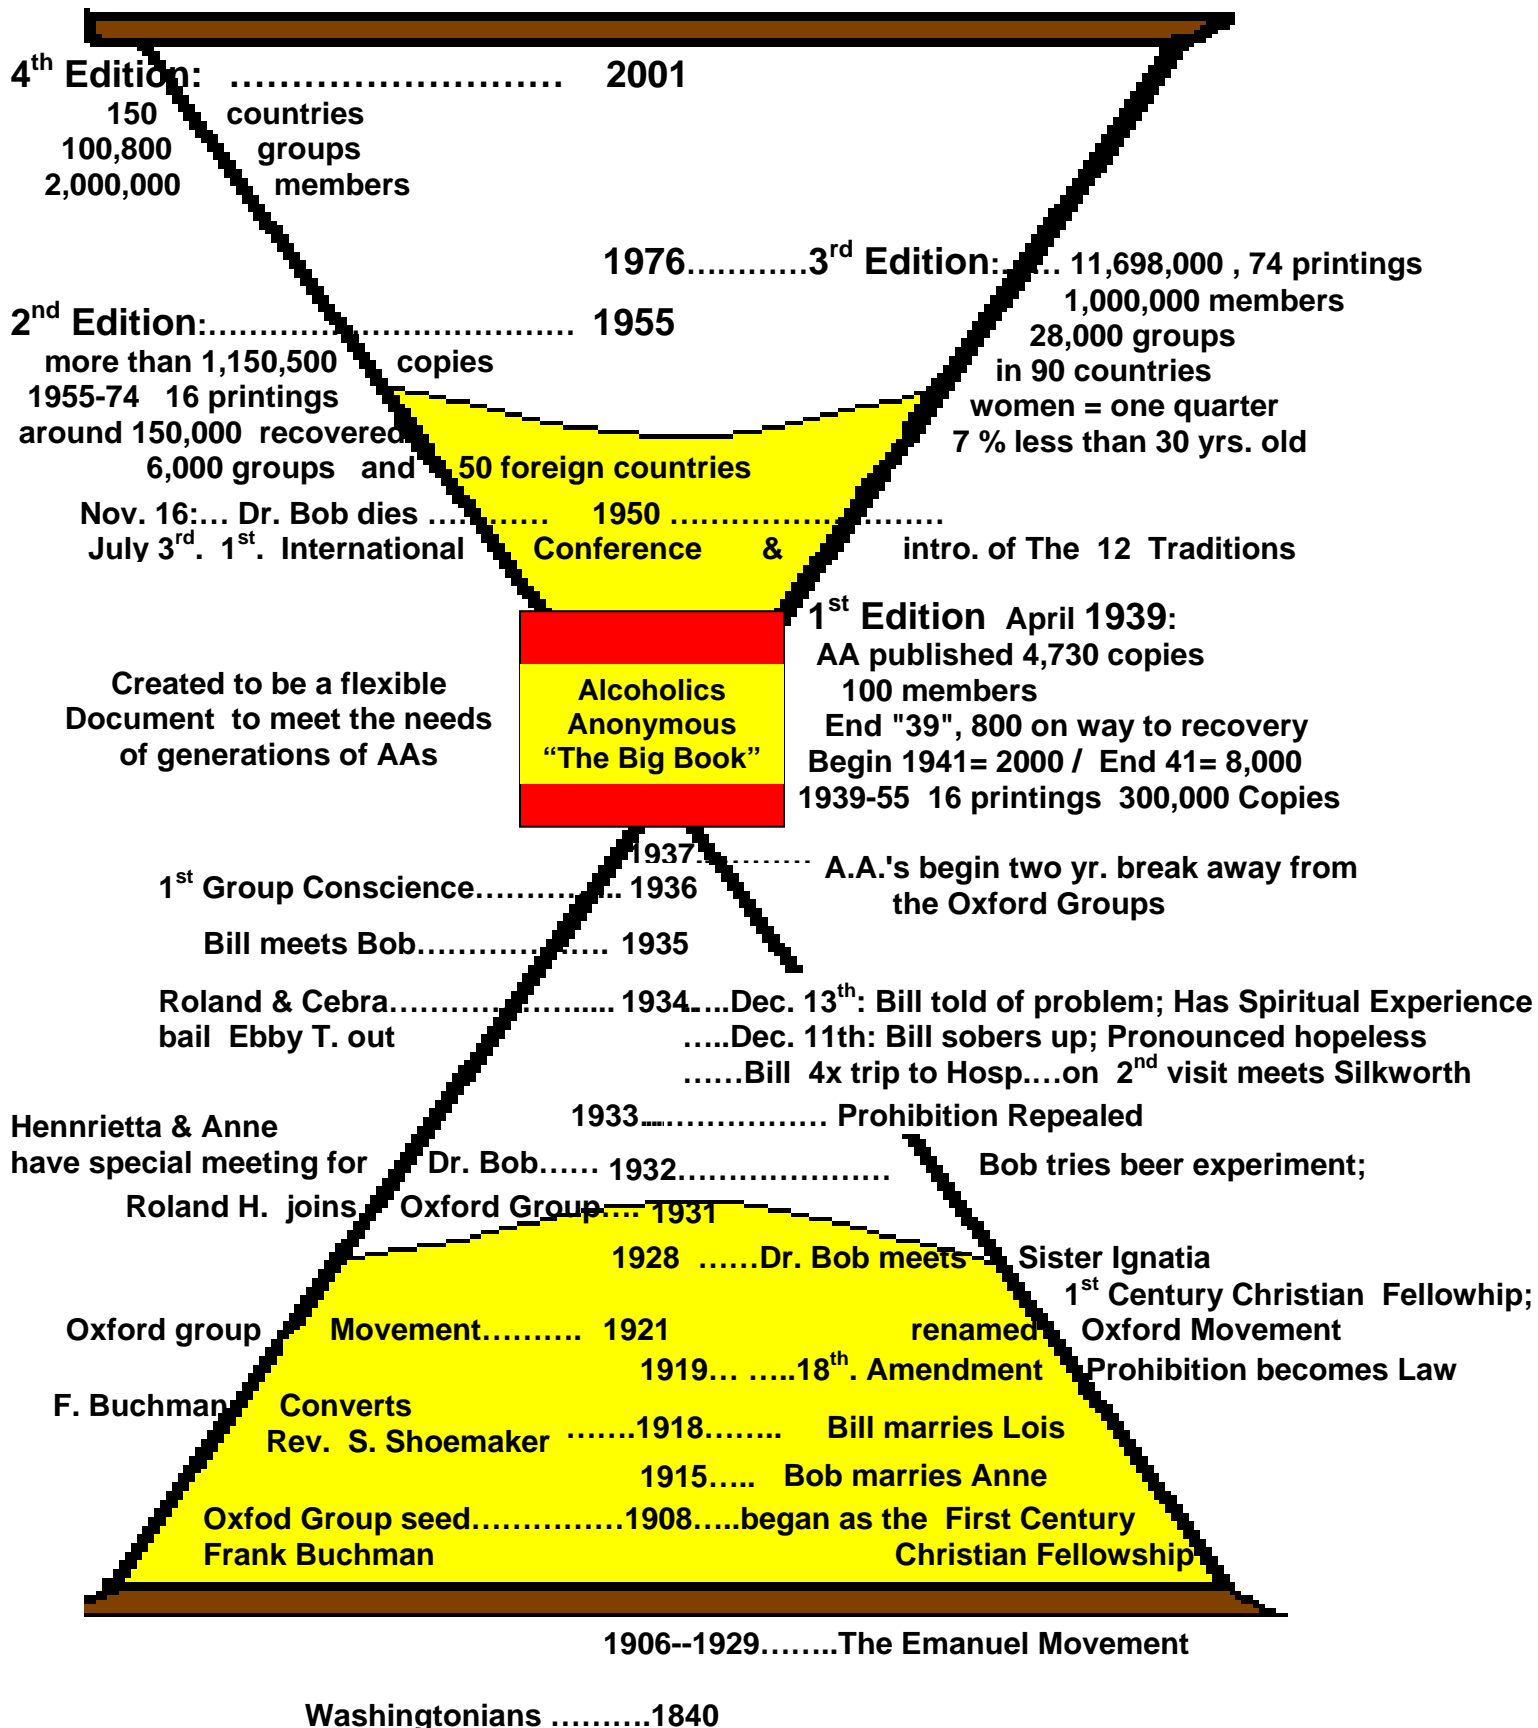 4th Edition: ………………………… 2001
150 countries
100,800 groups
2,000,000 members
1976…………3rd Edition:…… 11,698,000 , 74 printings
1,000,000 members
28,000 groups
in 90 countries
women = one quarter
7 % less than 30 yrs. old
2nd Edition:……………………………… 1955
more than 1,150,500 copies
1955-74 16 printings
around 150,000 recovered
6,000 groups and 50 foreign countries
Nov. 16:… Dr. Bob dies ………… 1950 ………………………
July 3rd. 1st. International Conference & intro. of The 12 Traditions
1st Edition April 1939:
AA published 4,730 copies
100 members
End "39", 800 on way to recovery
Begin 1941= 2000 / End 41= 8,000
1939-55 16 printings 300,000 Copies
Created to be a flexible
Document to meet the needs
of generations of AAs
Alcoholics
Anonymous
“The Big Book”
1937………… A.A.'s begin two yr. break away from
the Oxford Groups
1st Group Conscience………….. 1936
Bill meets Bob………………. 1935
Roland & Cebra………………...... 1934.…..Dec. 13th: Bill told of problem; Has Spiritual Experience
bail Ebby T. out
…..Dec. 11th: Bill sobers up; Pronounced hopeless
……Bill 4x trip to Hosp.…on 2nd visit meets Silkworth
1933.................... Prohibition Repealed
Hennrietta & Anne
have special meeting for Dr. Bob…… 1932………………… Bob tries beer experiment;
Roland H. joins Oxford Group…. 1931
1928 ……Dr. Bob meets Sister Ignatia
1st Century Christian Fellowhip;
Oxford group Movement………. 1921 renamed Oxford Movement
1919… …..18th. Amendment Prohibition becomes Law
F. Buchman Converts
Rev. S. Shoemaker …….1918…….. Bill marries Lois
1915….. Bob marries Anne
Oxfod Group seed……………1908…..began as the First Century
Frank Buchman Christian Fellowship
1906--1929……..The Emanuel Movement
Washingtonians ……….1840